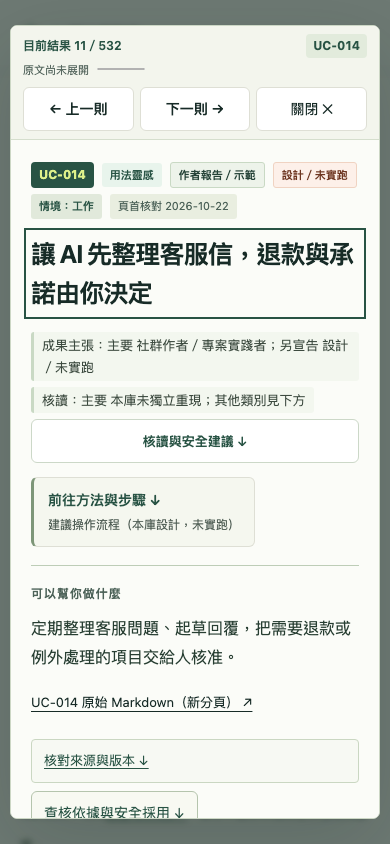 目前結果 11 / 532
UC-014
原文尚未展開
← 上一則
下一則 →
關閉 ✕
UC-014
用法靈感
作者報告 / 示範
設計 / 未實跑
情境：工作
頁首核對 2026-10-22
讓 AI 先整理客服信，退款與承
諾由你決定
成果主張：主要 社群作者 / 專案實踐者；另宣告 設計
/ 未實跑
核讀：主要 本庫未獨立重現；其他類別見下方
核讀與安全建議 ↓
前往方法與步驟 ↓
建議操作流程（本庫設計，未實跑）
可以幫你做什麼
定期整理客服問題、起草回覆，把需要退款或
例外處理的項目交給人核准。
UC-014 原始 Markdown（新分頁） ↗
核對來源與版本 ↓
查核依據與安全採用 ↓